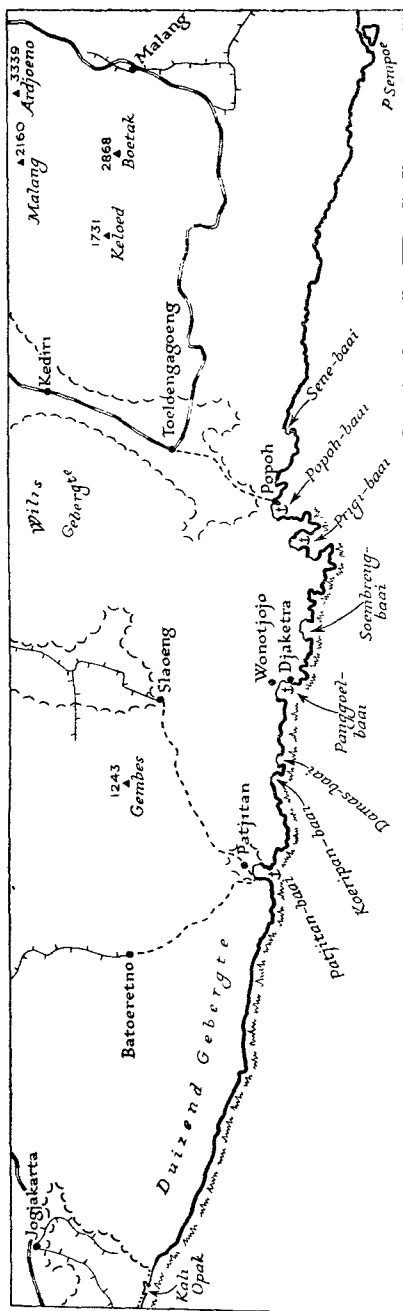 Jogjakarta
Kali
Opak
Duizend Gebergte
Batoeretno
Patjitan
Patjitan-baai
Koeripan-baai
Damas-baai
1243
Gembes
Slaoeng
Wonotjojo
Djaketra
Panggoel-
baai
Soembreng-
baai
Wilis
Gebergte
Kediri
Toeloengagoeng
Popoh
Prigi-baai
Popoh-baai
Sene-baai
1731
Keloed
2868
Boetak
2160
Malang
3339
Ardjoeno
Malang
P Sempoe